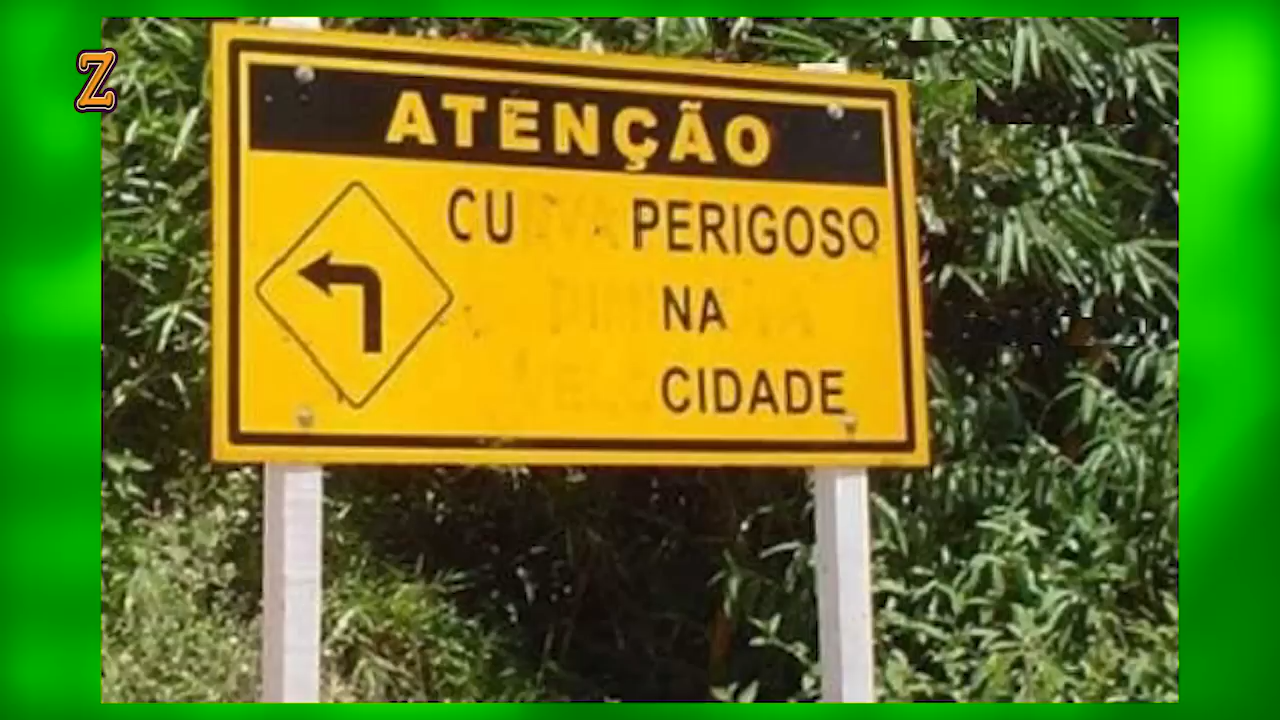 Z
ATENÇÃO
CU PERIGOSO
NA
CIDADE